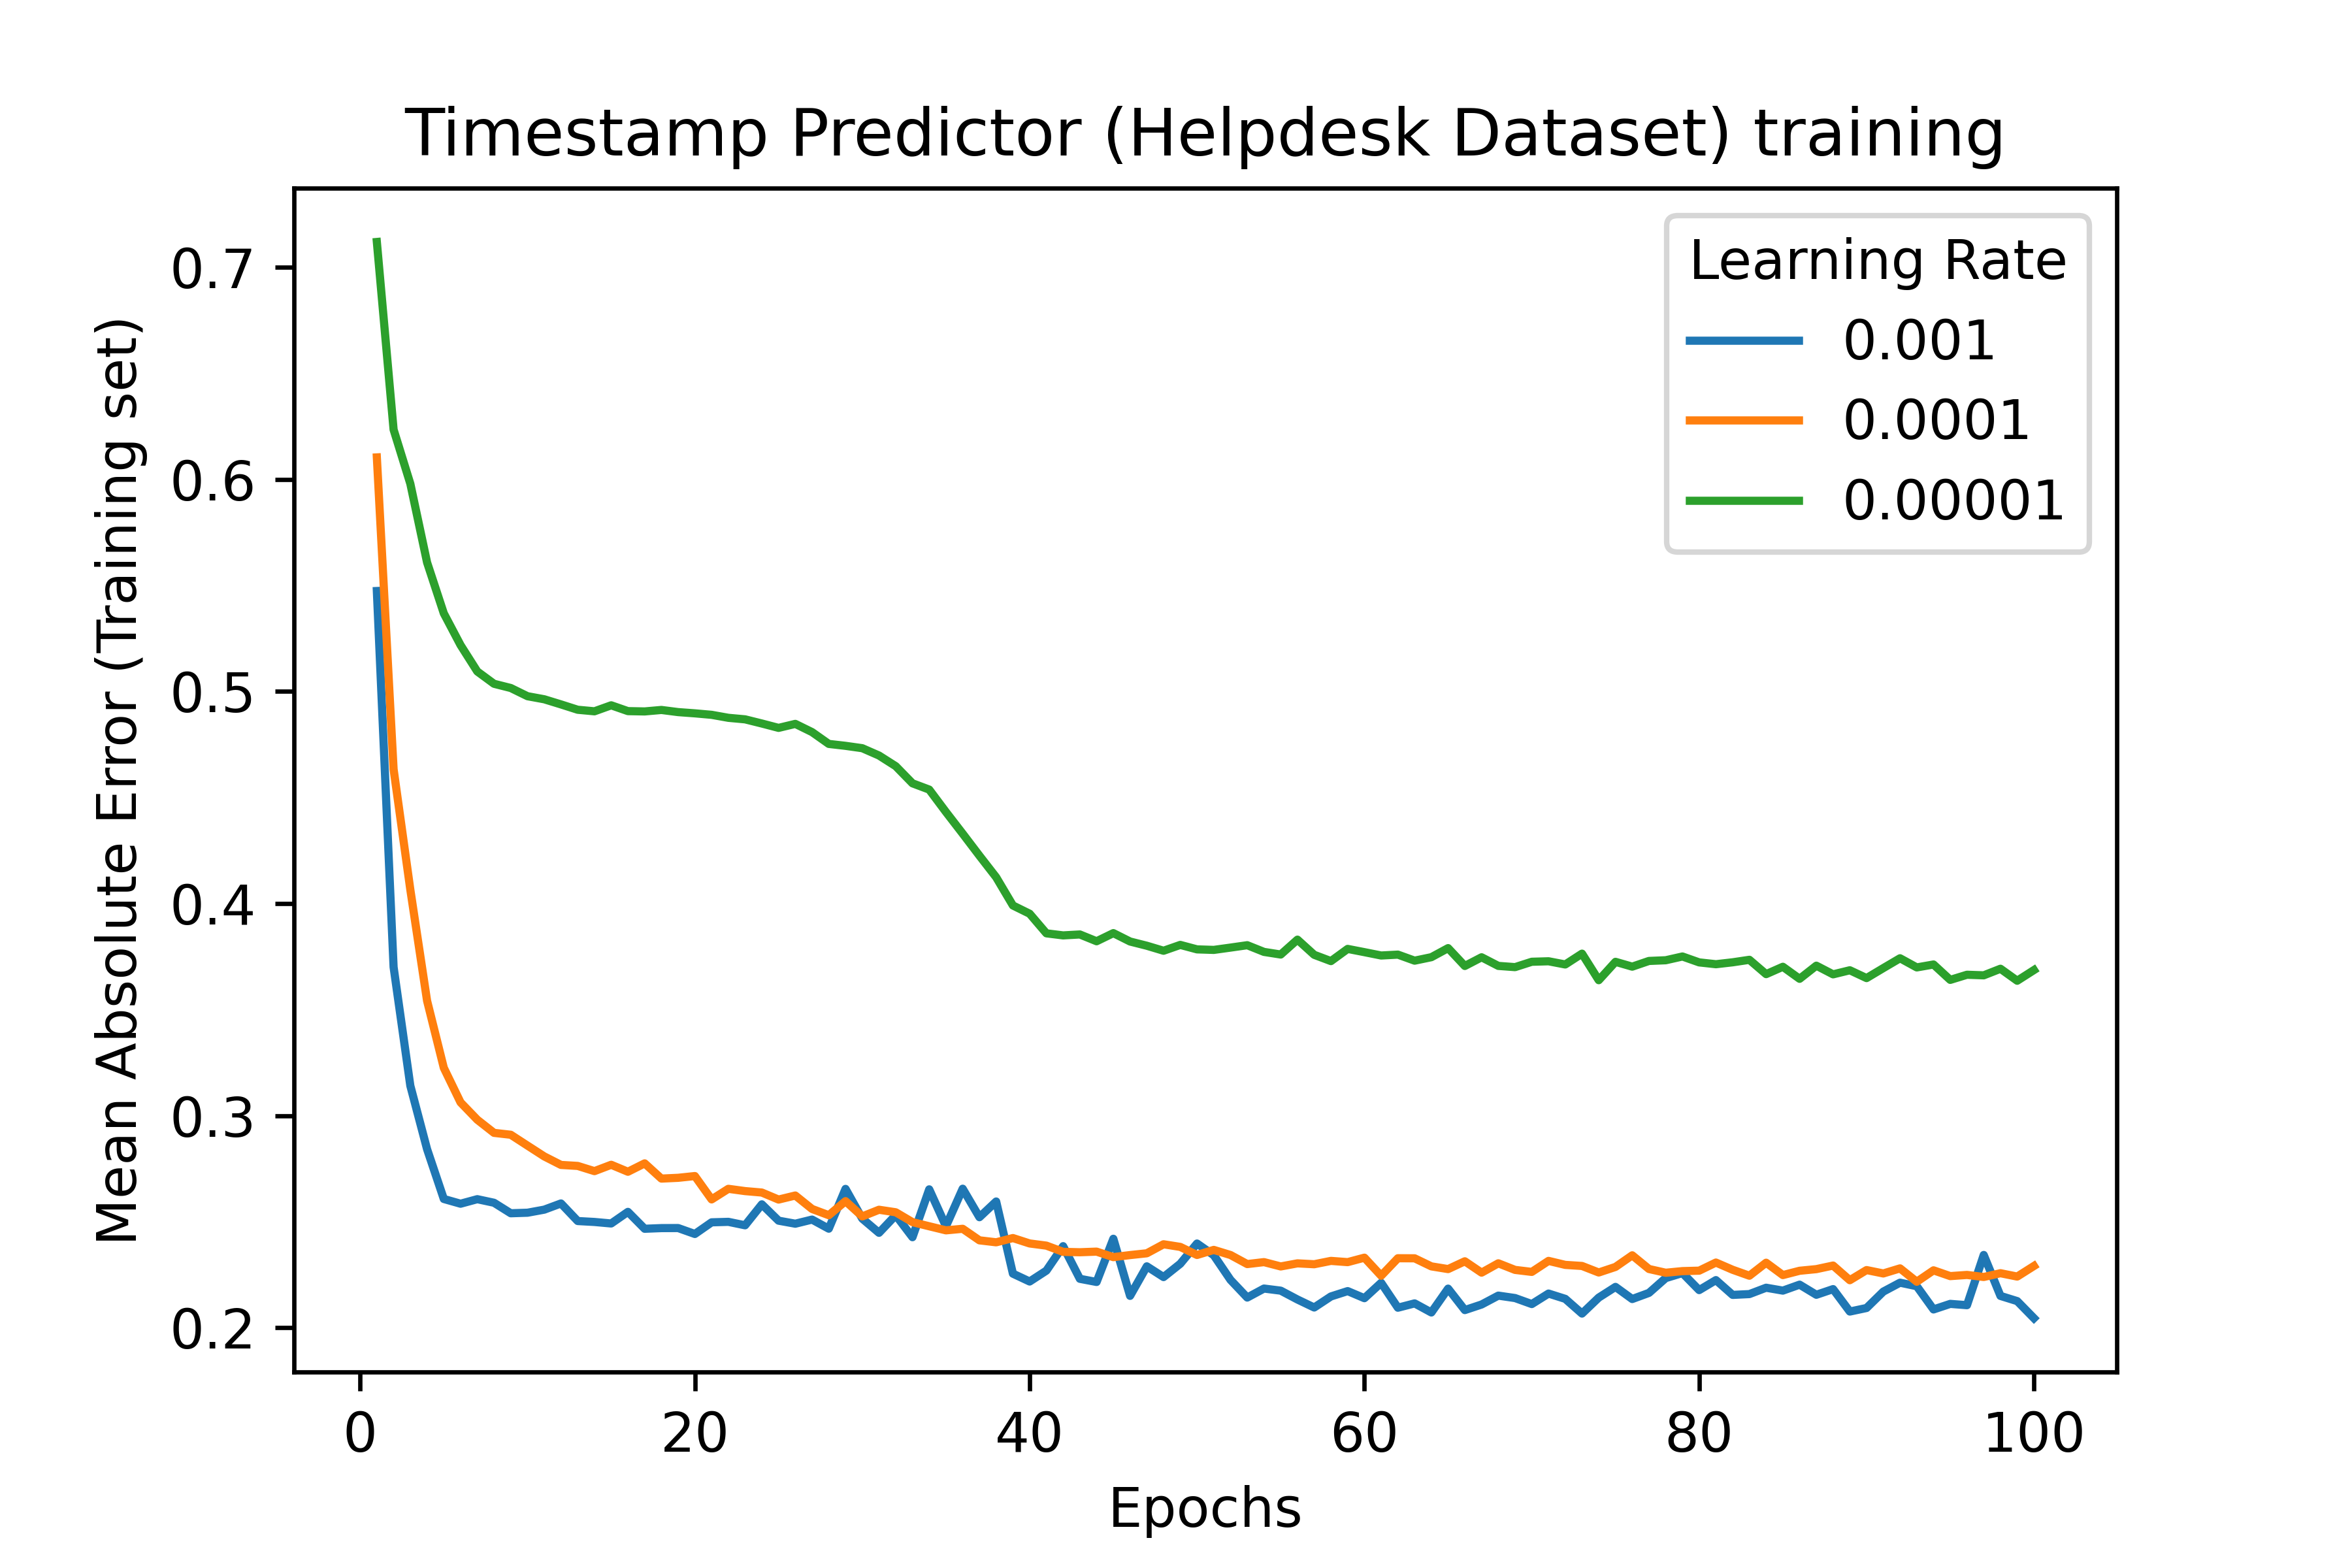 Timestamp Predictor (Helpdesk Dataset) training
Mean Absolute Error (Training set)
0.7
0.6
0.5
0.4
0.3
0.2
Learning Rate
0.001
0.0001
0.00001
0 20 40 60 80 100
Epochs